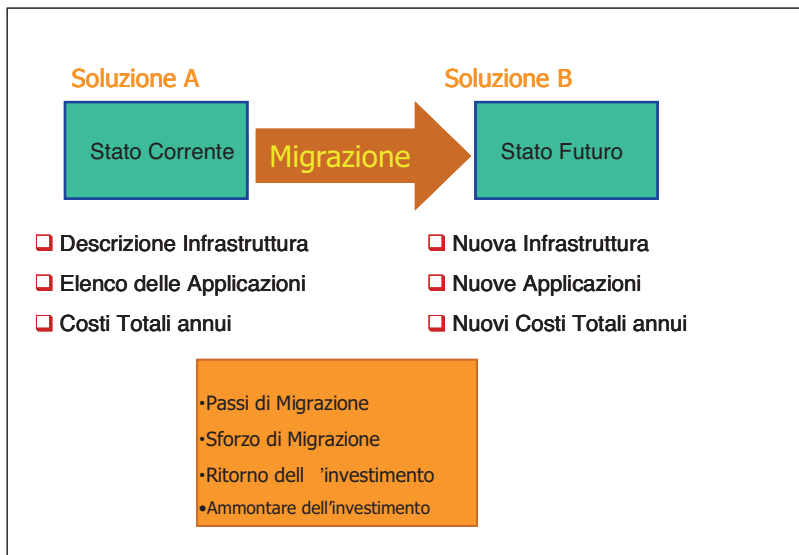 Soluzione A
Soluzione B
Stato Corrente
Migrazione
Stato Futuro
❑ Descrizione Infrastruttura
❑ Elenco delle Applicazioni
❑ Costi Totali annui
❑ Nuova Infrastruttura
❑ Nuove Applicazioni
❑ Nuovi Costi Totali annui
•Passi di Migrazione
•Sforzo di Migrazione
•Ritorno dell 'investimento
•Ammontare dell'investimento